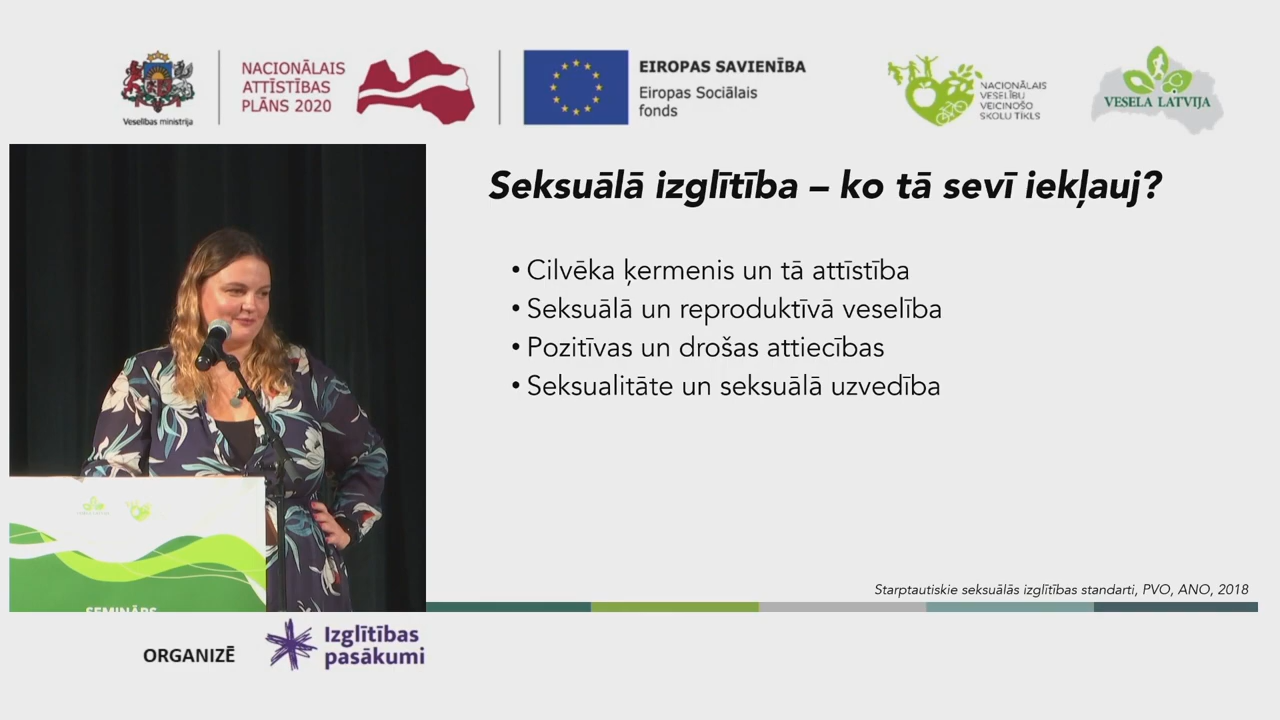 Veselības ministrija
NACIONĀLAIS
ATTĪSTĪBAS
PLĀNS 2020
EIROPAS SAVIENĪBA
Eiropas Sociālais
fonds
NACIONĀLAIS
VESELĪBU
VEICINOŠO
SKOLU TĪKLS
VESELA LATVIJA
Seksuālā izglītība – ko tā sevī iekļauj?
• Cilvēka ķermenis un tā attīstība
• Seksuālā un reproduktīvā veselība
• Pozitīvas un drošas attiecības
• Seksualitāte un seksuālā uzvedība
SEMINĀRS
Starptautiskie seksuālās izglītības standarti, PVO, ANO, 2018
ORGANIZĒ
Izglītības
pasākumi